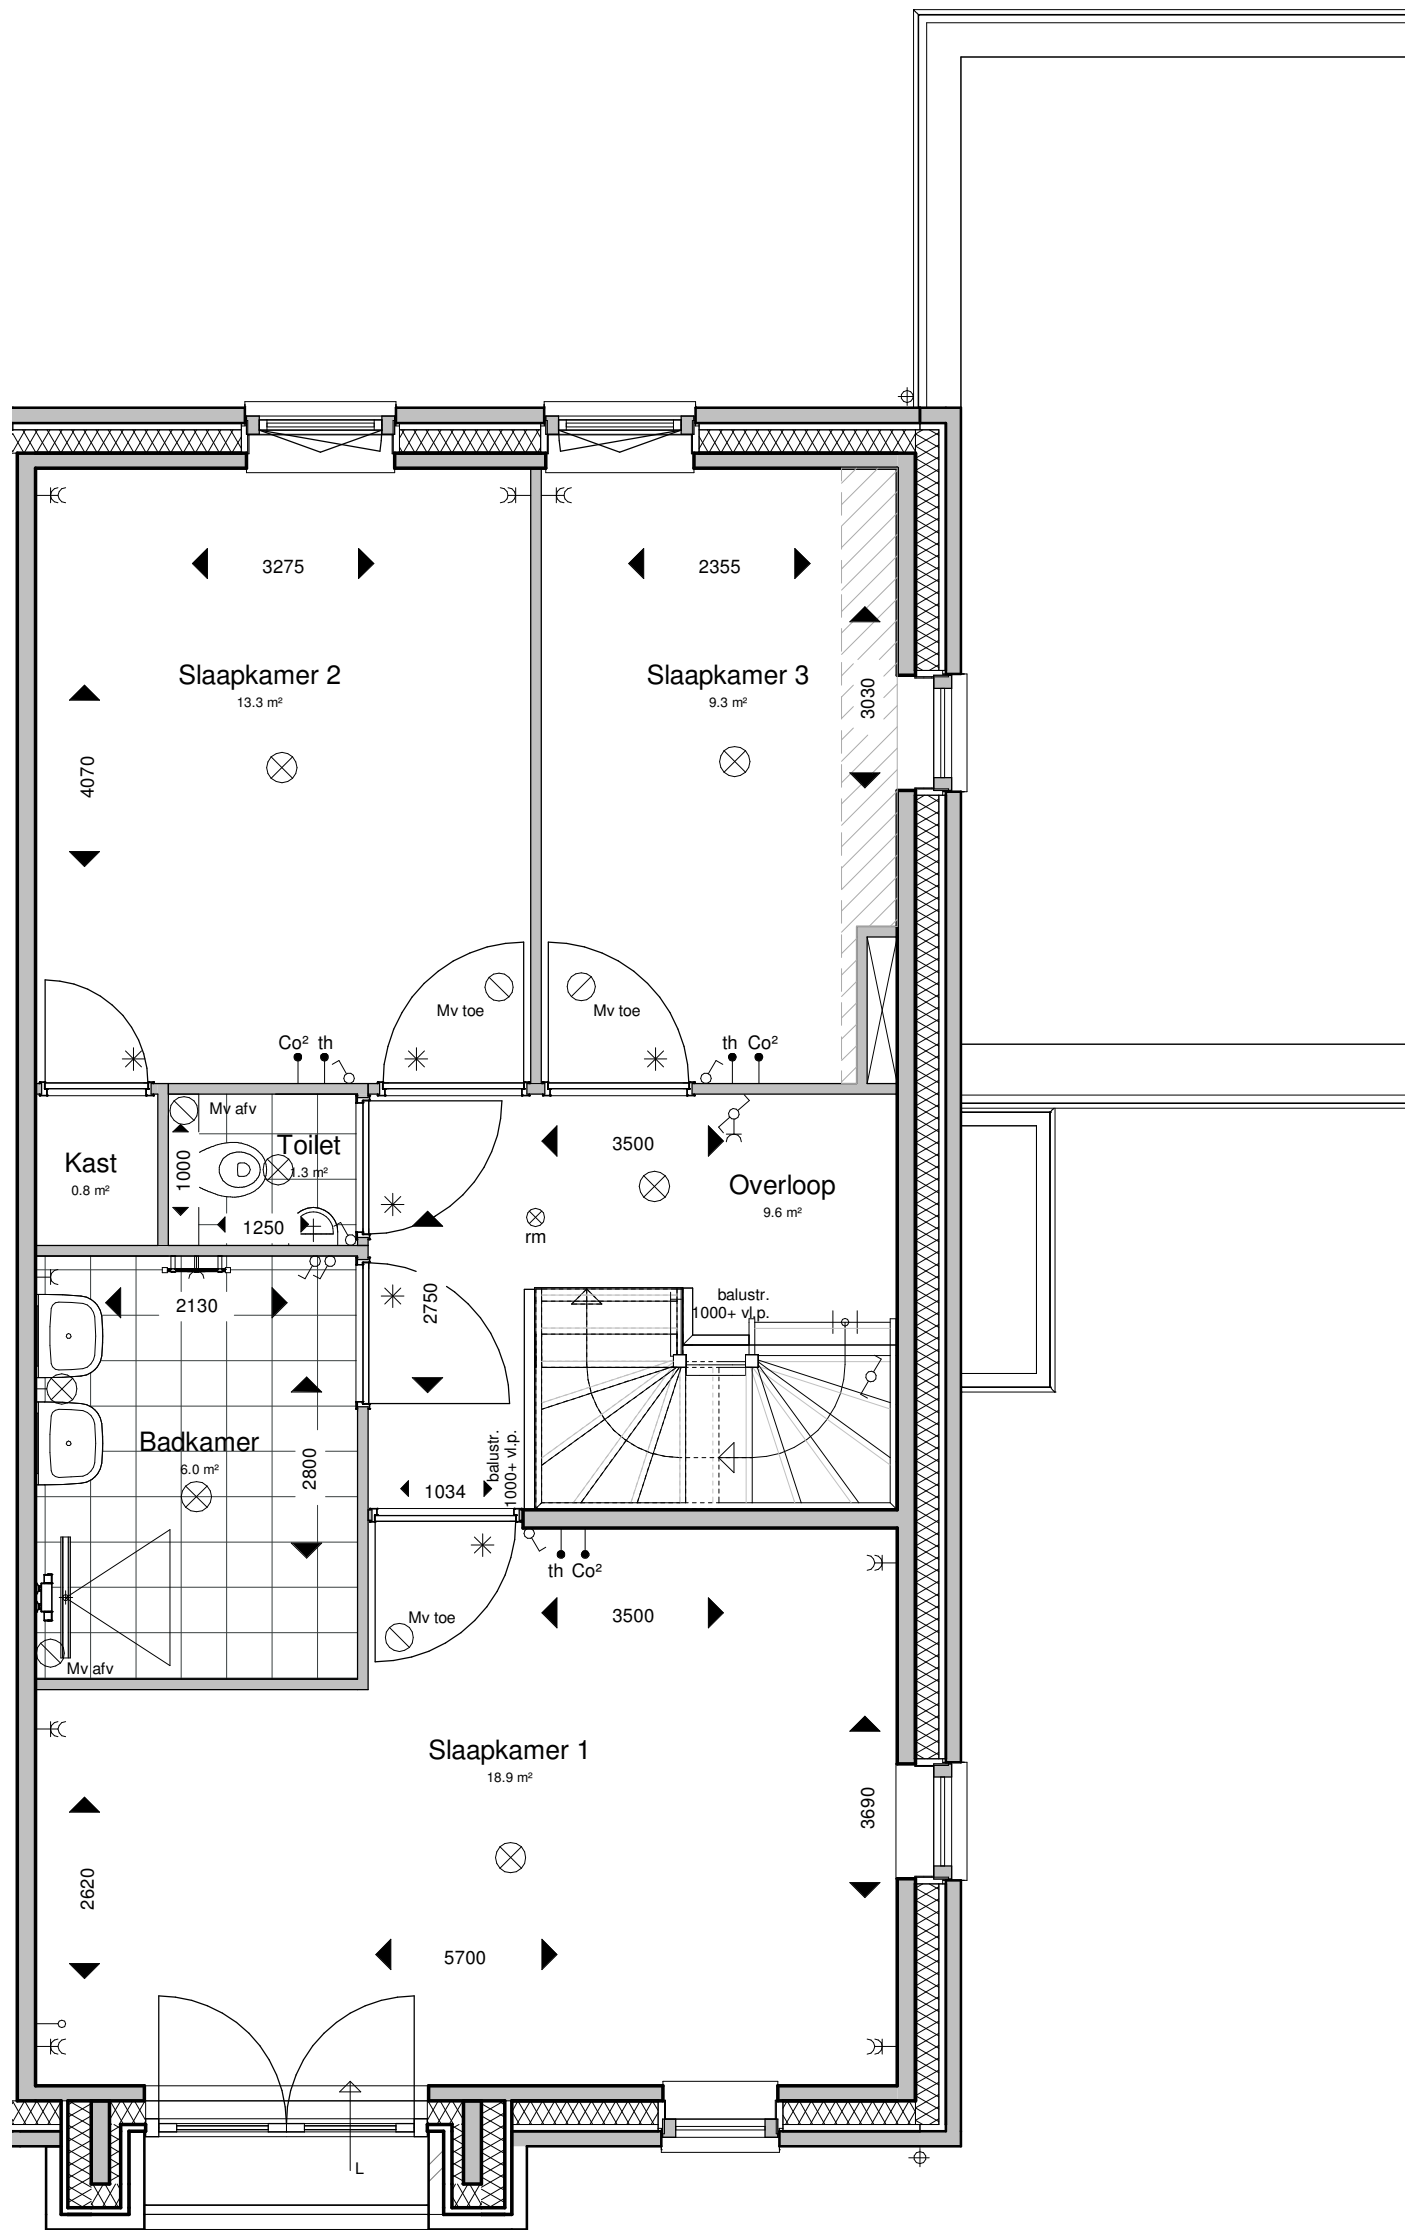 3275
2355
Slaapkamer 2
13.3 m²
Slaapkamer 3
9.3 m²
3030
4070
Mv toe
Mv toe
Co² th
th Co²
Mv afv
Toilet
1.3 m²
1000
1250
Kast
0.8 m²
3500
Overloop
9.6 m²
rm
2130
2750
balustr.
1000+ vl.p.
Badkamer
6.0 m²
2800
balustr.
1000+ vl.p.
1034
th Co²
Mv toe
3500
Mv afv
Slaapkamer 1
18.9 m²
3690
2620
5700
L